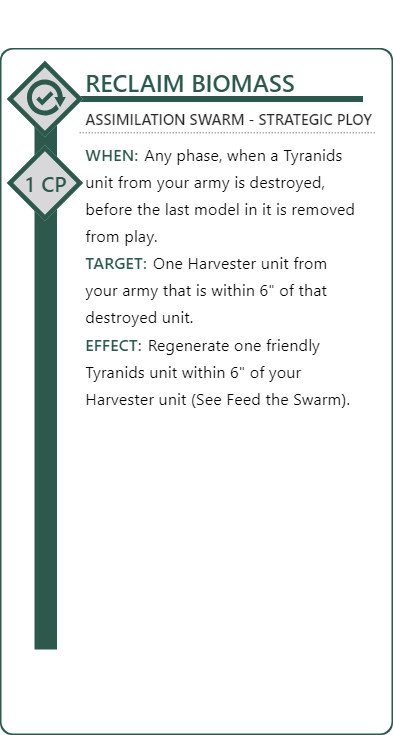 RECLAIM BIOMASS
ASSIMILATION SWARM - STRATEGIC PLOY
1 CP
WHEN: Any phase, when a Tyranids
unit from your army is destroyed,
before the last model in it is removed
from play.
TARGET: One Harvester unit from
your army that is within 6" of that
destroyed unit.
EFFECT: Regenerate one friendly
Tyranids unit within 6" of your
Harvester unit (See Feed the Swarm).